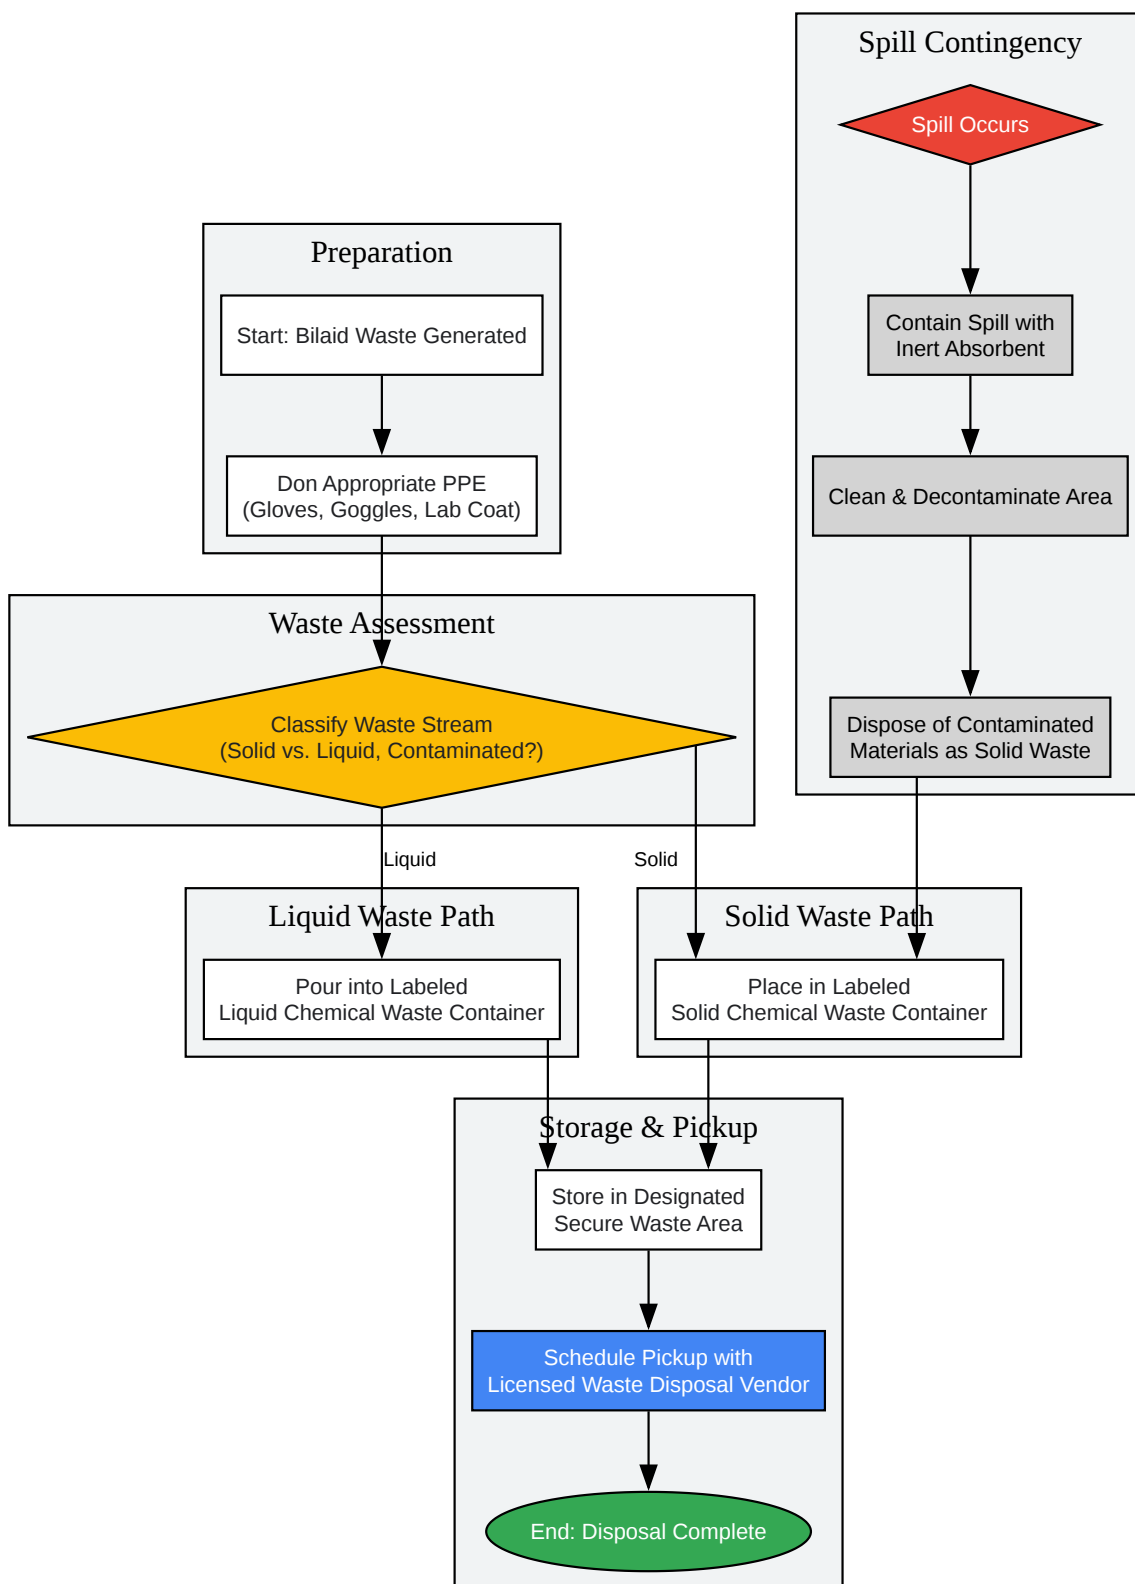 Spill Contingency
Spill Occurs
Contain Spill with
Inert Absorbent
Clean & Decontaminate Area
Dispose of Contaminated
Materials as Solid Waste
Preparation
Start: Bilaid Waste Generated
Don Appropriate PPE
(Gloves, Goggles, Lab Coat)
Waste Assessment
Classify Waste Stream
(Solid vs. Liquid, Contaminated?)
Liquid
Solid
Liquid Waste Path
Pour into Labeled
Liquid Chemical Waste Container
Solid Waste Path
Place in Labeled
Solid Chemical Waste Container
Storage & Pickup
Store in Designated
Secure Waste Area
Schedule Pickup with
Licensed Waste Disposal Vendor
End: Disposal Complete